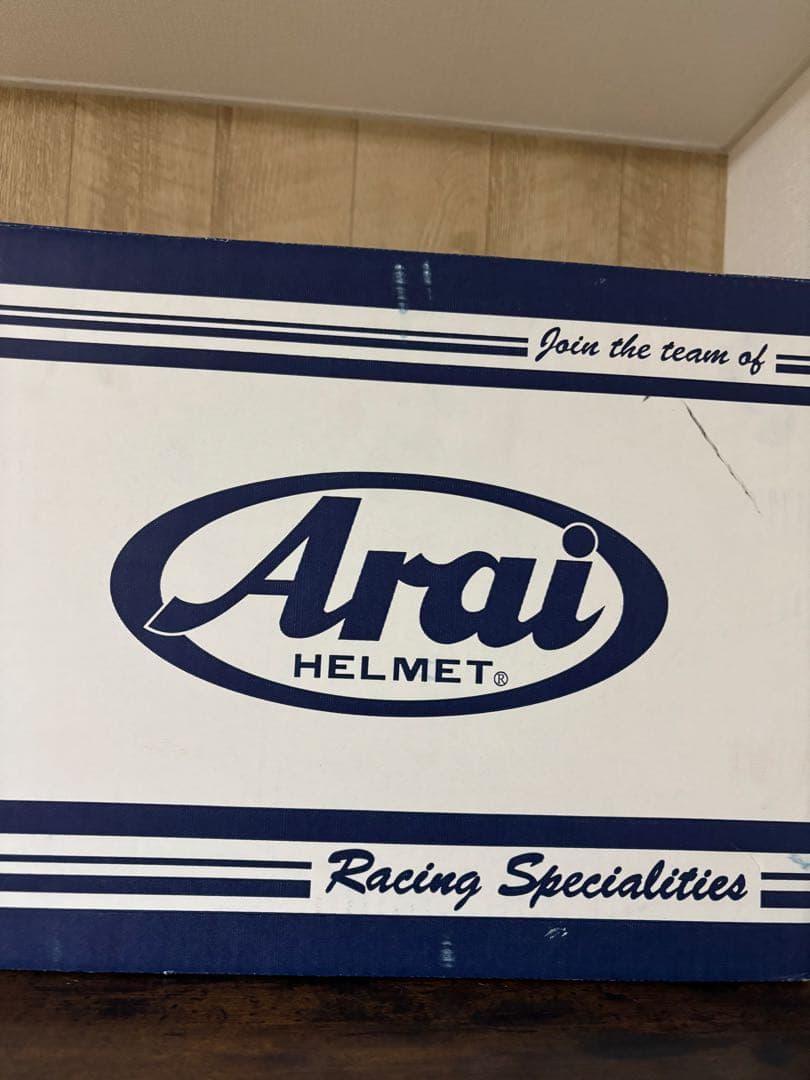 Join the team of
Arai
HELMET®
Racing Specialities